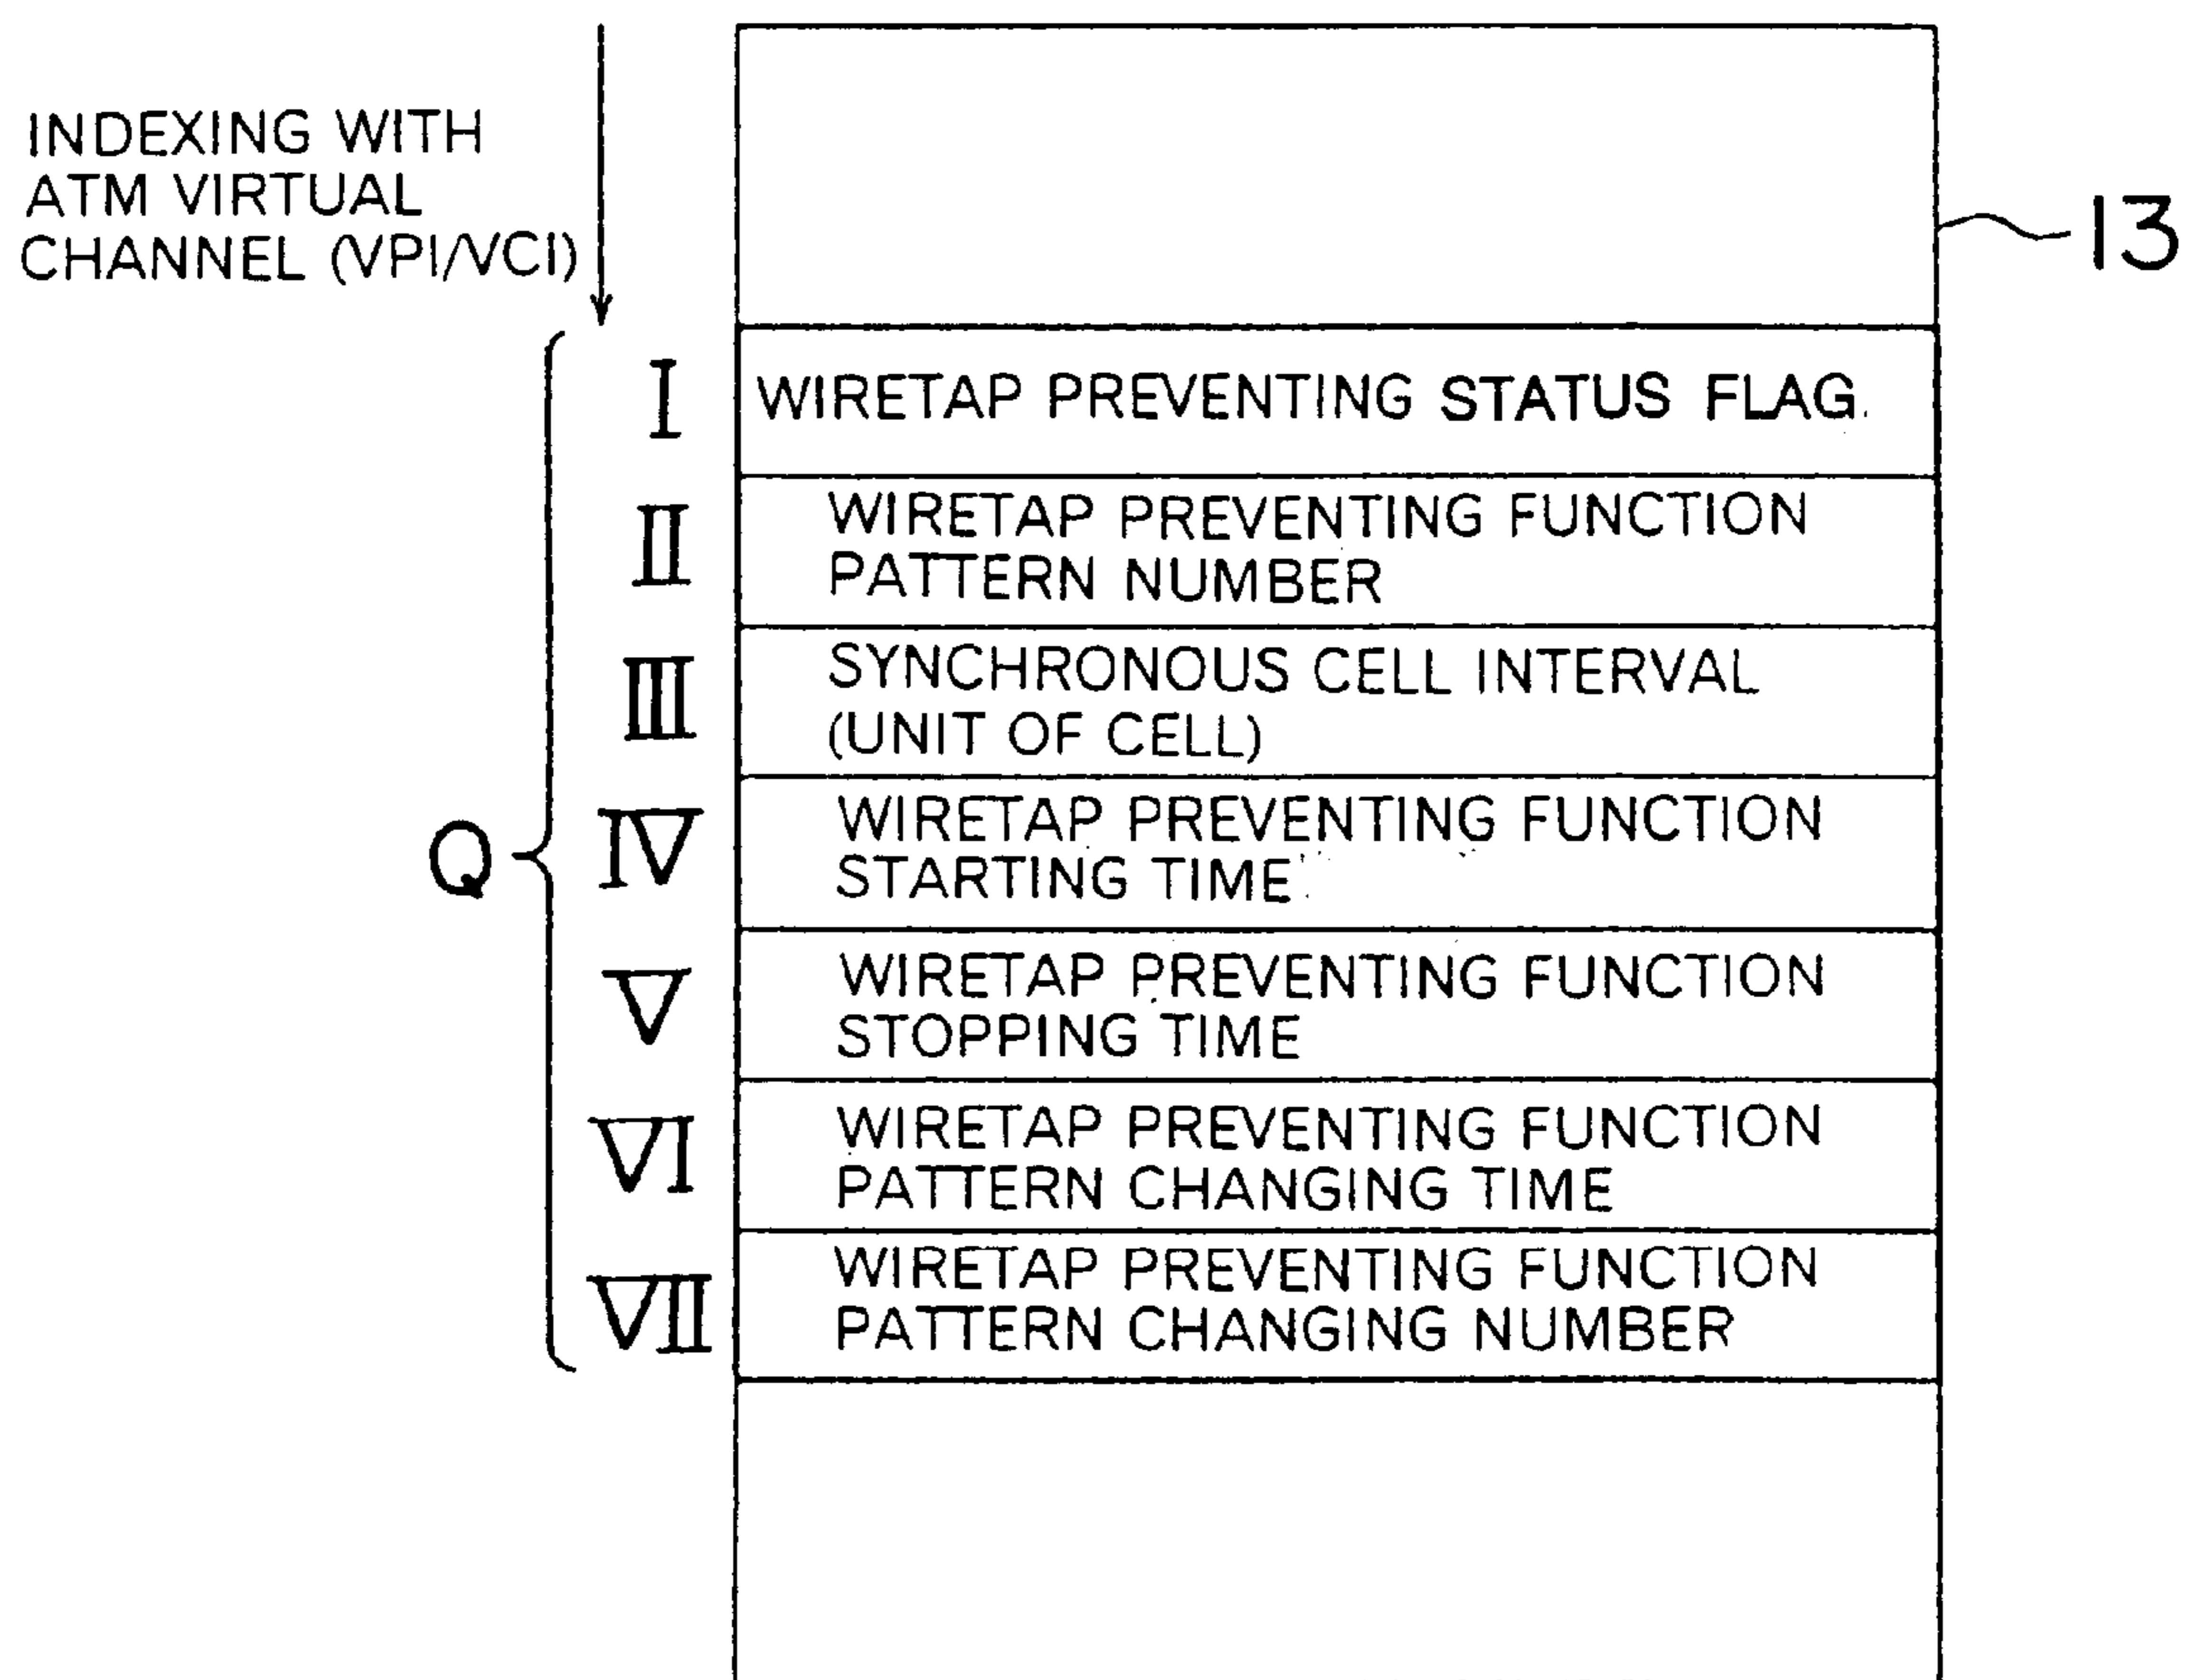 INDEXING WITH
ATM VIRTUAL
CHANNEL (VPI/VCI)
13
Q
I
WIRETAP PREVENTING STATUS FLAG.
II
WIRETAP PREVENTING FUNCTION
PATTERN NUMBER
III
SYNCHRONOUS CELL INTERVAL
(UNIT OF CELL)
IV
WIRETAP PREVENTING FUNCTION
STARTING TIME
V
WIRETAP PREVENTING FUNCTION
STOPPING TIME
VI
WIRETAP PREVENTING FUNCTION
PATTERN CHANGING TIME
VII
WIRETAP PREVENTING FUNCTION
PATTERN CHANGING NUMBER